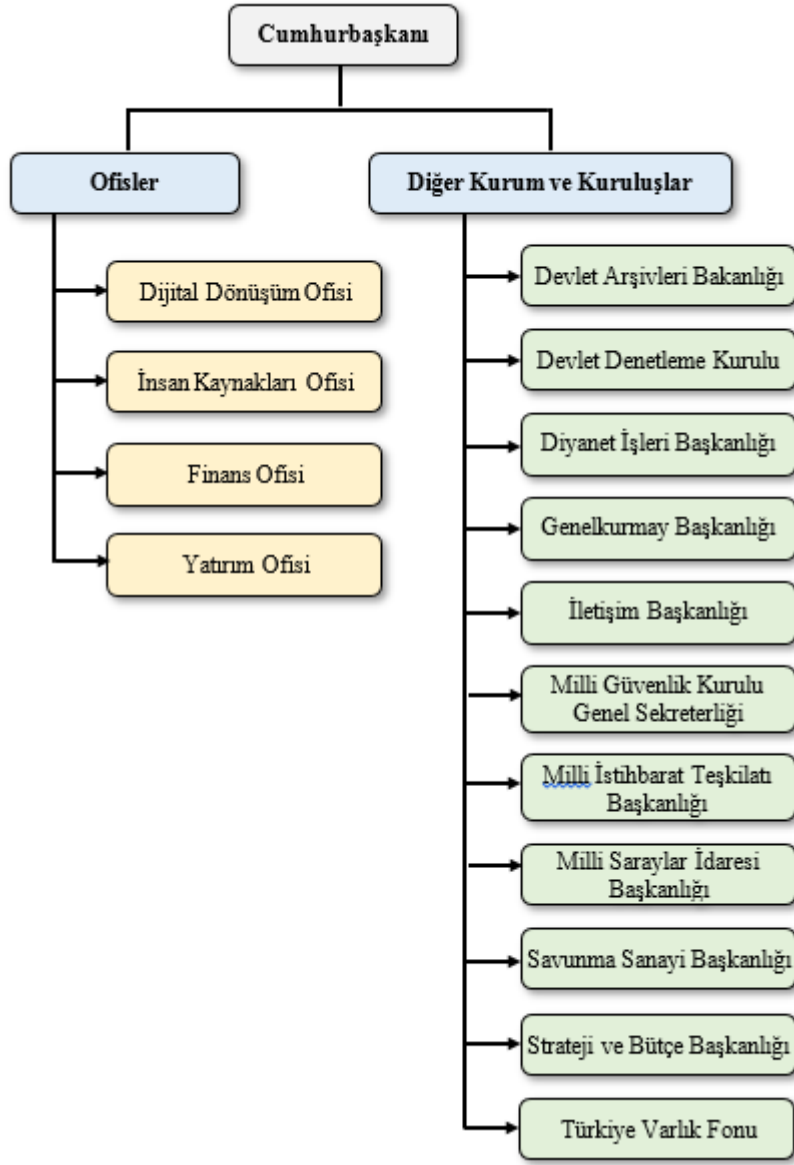 Cumhurbaşkanı
Ofisler
Dijital Dönüşüm Ofisi
İnsan Kaynakları Ofisi
Finans Ofisi
Yatırım Ofisi
Diğer Kurum ve Kuruluşlar
Devlet Arşivleri Bakanlığı
Devlet Denetleme Kurulu
Diyanet İşleri Başkanlığı
Genelkurmay Başkanlığı
İletişim Başkanlığı
Milli Güvenlik Kurulu
Genel Sekreterliği
Milli İstihbarat Teşkilatı
Başkanlığı
Milli Saraylar İdaresi
Başkanlığı
Savunma Sanayi Başkanlığı
Strateji ve Bütçe Başkanlığı
Türkiye Varlık Fonu